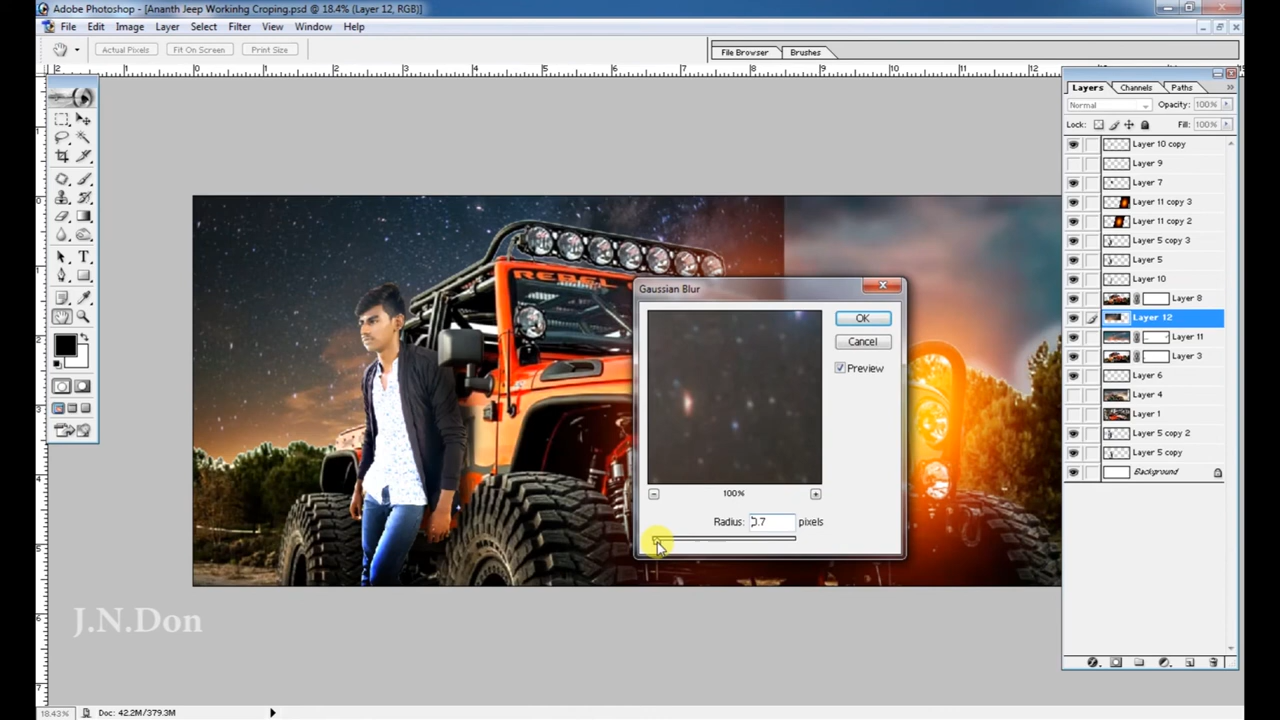 Adobe Photoshop - [Ananth Jeep Workinhg Croping.psd @ 18.4% (Layer 12, RGB)]
File Edit Image Layer Select Filter View Window Help
Actual Pixels Fit On Screen Print Size File Browser Brushes
Layers Channels Paths
Normal Opacity: 100%
Lock: Fill: 100%
Layer 10 copy
Layer 9
Layer 7
Layer 11 copy 3
Layer 11 copy 2
Layer 5 copy 3
Layer 5
Layer 10
Layer 8
Layer 12
Layer 11
Layer 3
Layer 6
Layer 4
Layer 1
Layer 5 copy 2
Layer 5 copy
Background
REBEL
Gaussian Blur
OK
Cancel
Preview
100%
Radius: 0.7 pixels
J.N.Don
18.43% Doc: 42.2M/379.3M